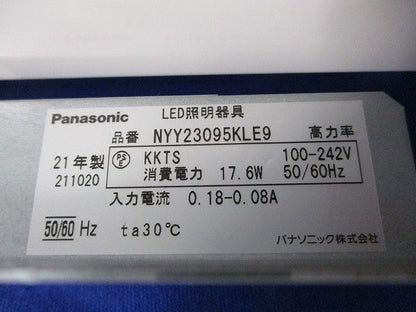 Panasonic LED照明器具
品番 NYY23095KLE9 高力率
21年製 PSE KKTS 100-242V
211020 消費電力 17.6W 50/60Hz
入力電流 0.18-0.08A
50/60 Hz ta30℃
パナソニック株式会社